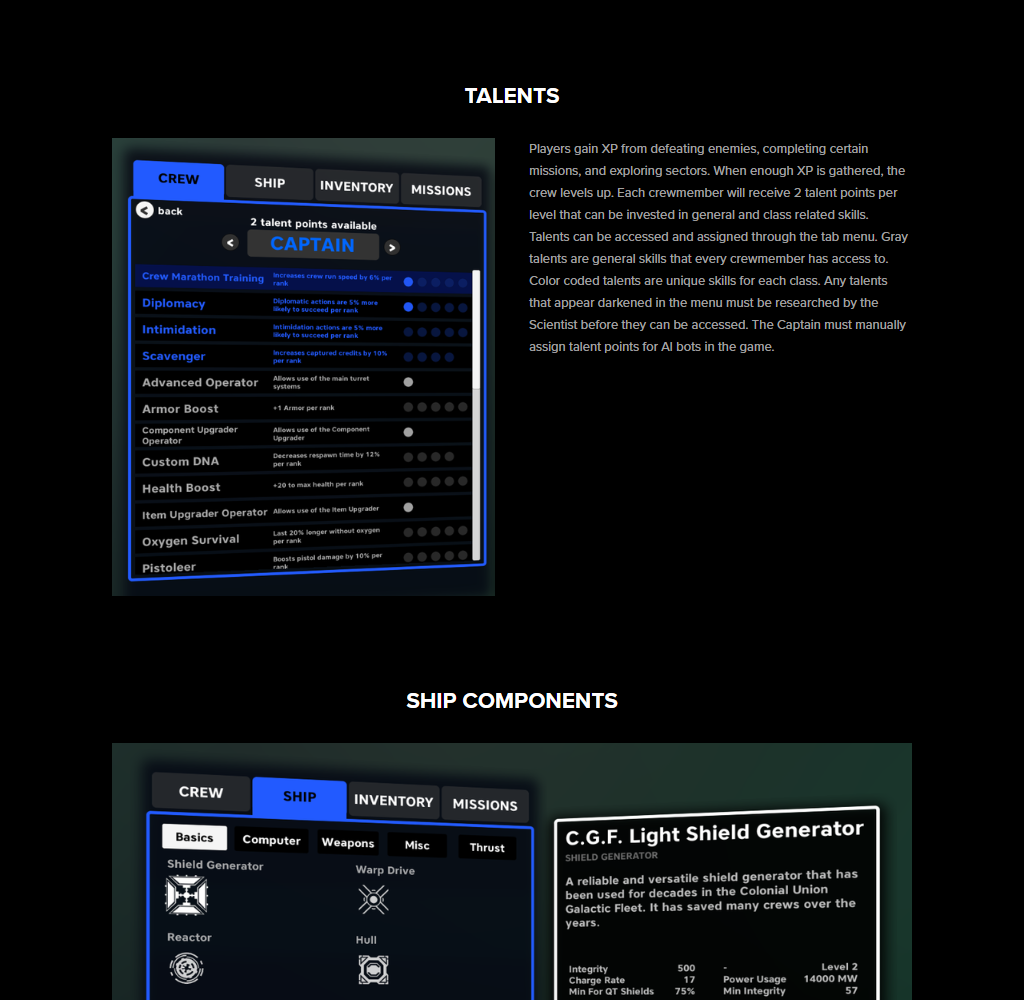 TALENTS
CREW
SHIP
INVENTORY
MISSIONS
back
2 talent points available
CAPTAIN
Crew Marathon Training
Increases crew run speed by 6% per
rank
Diplomacy
Diplomatic actions are 5% more
likely to succeed per rank
Intimidation
Intimidation actions are 5% more
likely to succeed per rank
Scavenger
Increases captured credits by 10%
per rank
Advanced Operator
Allows use of the main turret
systems
Armor Boost
+1 Armor per rank
Component Upgrader
Operator
Allows use of the Component
Upgrader
Custom DNA
Decreases respawn time by 12%
per rank
Health Boost
+20 to max health per rank
Item Upgrader Operator
Allows use of the Item Upgrader
Oxygen Survival
Last 20% longer without oxygen
per rank
Pistoleer
Boosts pistol damage by 10% per
rank
Players gain XP from defeating enemies, completing certain
missions, and exploring sectors. When enough XP is gathered, the
crew levels up. Each crewmember will receive 2 talent points per
level that can be invested in general and class related skills.
Talents can be accessed and assigned through the tab menu. Gray
talents are general skills that every crewmember has access to.
Color coded talents are unique skills for each class. Any talents
that appear darkened in the menu must be researched by the
Scientist before they can be accessed. The Captain must manually
assign talent points for AI bots in the game.
SHIP COMPONENTS
CREW
SHIP
INVENTORY
MISSIONS
Basics
Computer
Weapons
Misc
Thrust
Shield Generator
Warp Drive
Reactor
Hull
C.G.F. Light Shield Generator
SHIELD GENERATOR
A reliable and versatile shield generator that has
been used for decades in the Colonial Union
Galactic Fleet. It has saved many crews over the
years.
Integrity 500 - Level 2
Charge Rate 17 Power Usage 14000 MW
Min For QT Shields 75% Min Integrity 57